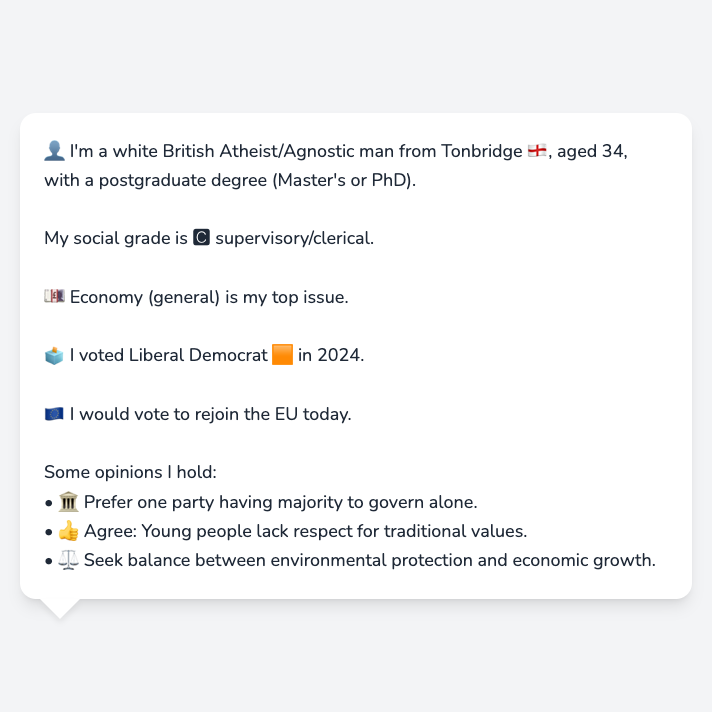 👤 I'm a white British Atheist/Agnostic man from Tonbridge 🏴󠁧󠁢󠁥󠁮󠁧󠁿, aged 34,
with a postgraduate degree (Master's or PhD).
My social grade is 🅲 supervisory/clerical.
💷 Economy (general) is my top issue.
🗳️ I voted Liberal Democrat 🟧 in 2024.
🇪🇺 I would vote to rejoin the EU today.
Some opinions I hold:
• 🏛️ Prefer one party having majority to govern alone.
• 👍 Agree: Young people lack respect for traditional values.
• ⚖️ Seek balance between environmental protection and economic growth.